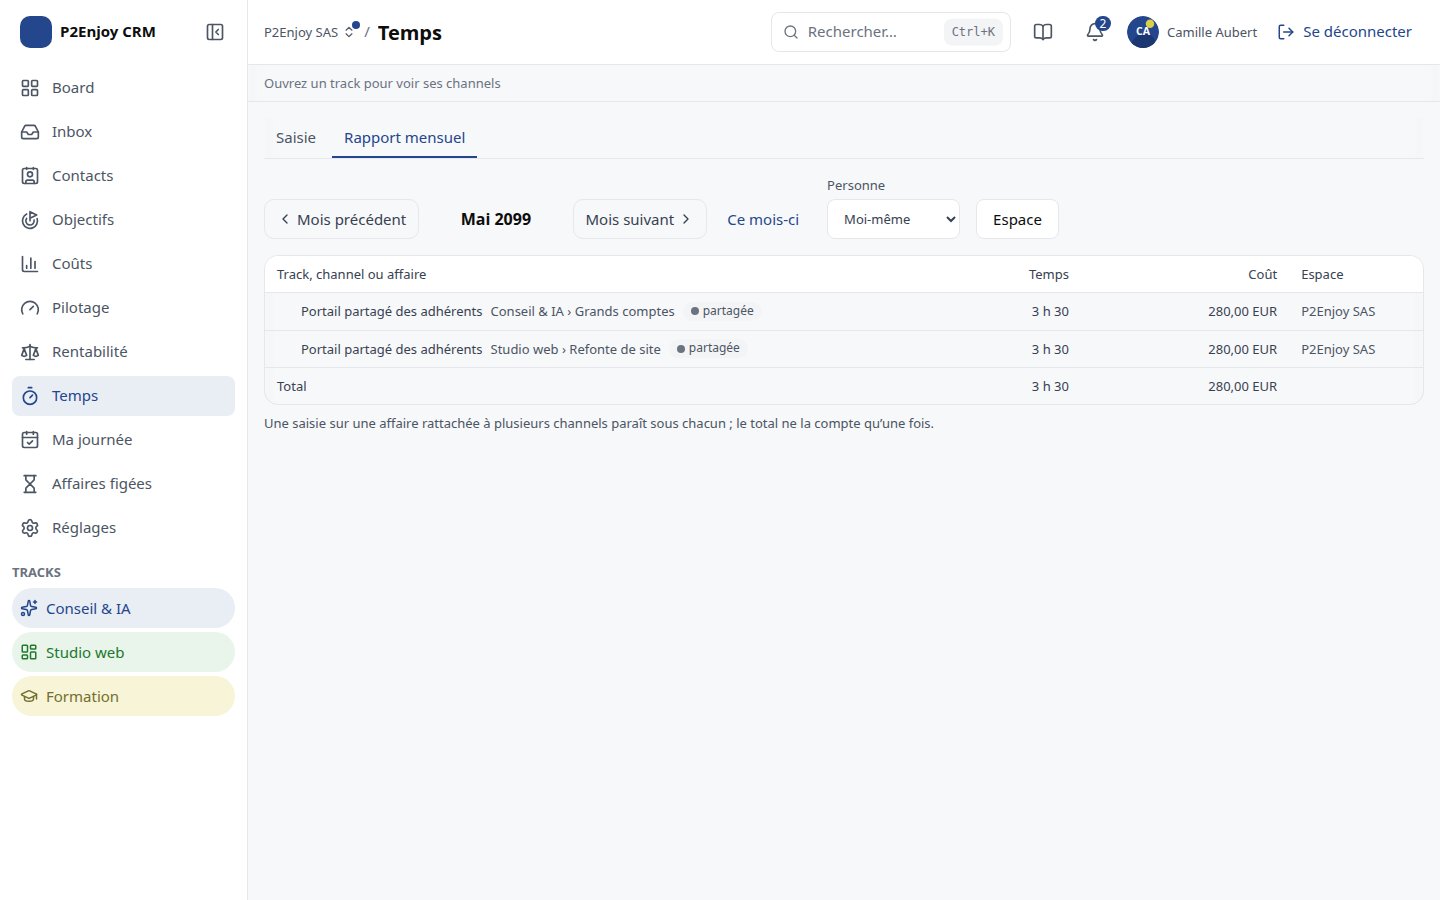 P2Enjoy CRM
P2Enjoy SAS / Temps
Rechercher... Ctrl+K
2
CA Camille Aubert
Se déconnecter
Board
Inbox
Contacts
Objectifs
Coûts
Pilotage
Rentabilité
Temps
Ma journée
Affaires figées
Réglages
TRACKS
Conseil & IA
Studio web
Formation
Ouvrez un track pour voir ses channels
Saisie Rapport mensuel
Personne
Mois précédent Mai 2099 Mois suivant Ce mois-ci Moi-même Espace
Track, channel ou affaire Temps Coût Espace
Portail partagé des adhérents Conseil & IA › Grands comptes partagée 3 h 30 280,00 EUR P2Enjoy SAS
Portail partagé des adhérents Studio web › Refonte de site partagée 3 h 30 280,00 EUR P2Enjoy SAS
Total 3 h 30 280,00 EUR
Une saisie sur une affaire rattachée à plusieurs channels paraît sous chacun ; le total ne la compte qu’une fois.